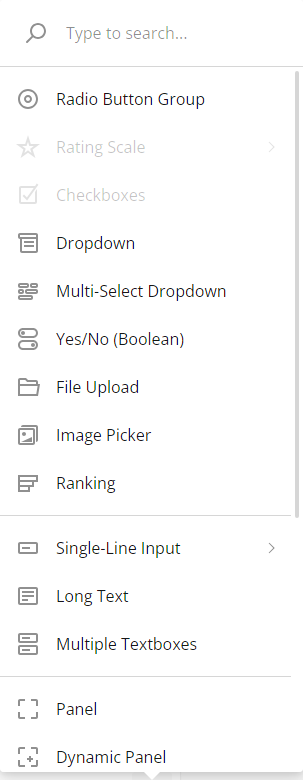 Type to search...
Radio Button Group
Rating Scale
Checkboxes
Dropdown
Multi-Select Dropdown
Yes/No (Boolean)
File Upload
Image Picker
Ranking
Single-Line Input
Long Text
Multiple Textboxes
Panel
Dynamic Panel